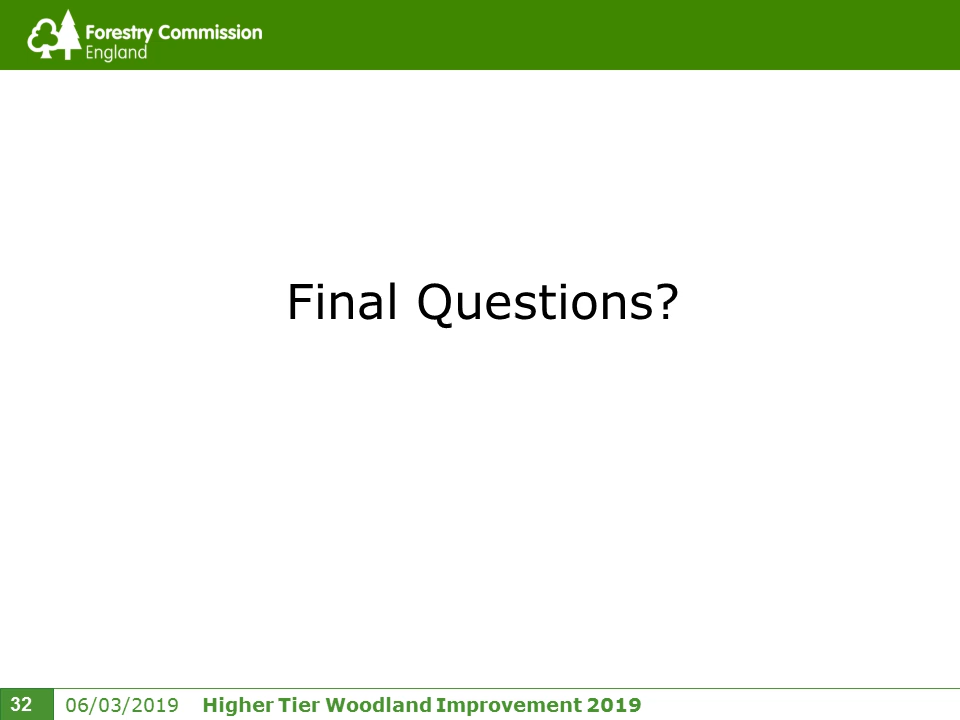 Forestry Commission
England
Final Questions?
32 06/03/2019 Higher Tier Woodland Improvement 2019